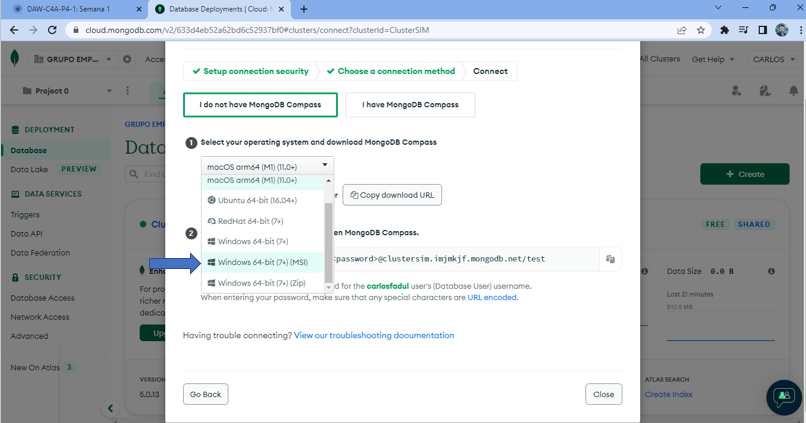 DAW-C4A-P4-1: Semana 1
Database Deployments | Cloud:
cloud.mongodb.com/v2/633d4eb52a62bd6c52937bf0#clusters/connect?clusterId=ClusterSIM
GRUPO EMP...
Acces
All Clusters
Get Help
CARLOS
Project 0
DEPLOYMENT
Database
Data Lake
PREVIEW
DATA SERVICES
Triggers
Data API
Data Federation
SECURITY
Database Access
Network Access
Advanced
New On Atlas 3
GRUPO EMP
Data
Find
Create
FREE
SHARED
Enha
For pro
richer r
dedica
Up
VERSION
5.0.13
Data Size 0.0 B
Last 21 minutes
512.0 MB
ATLAS SEARCH
Create Index
Setup connection security
Choose a connection method
Connect
I do not have MongoDB Compass
I have MongoDB Compass
1 Select your operating system and download MongoDB Compass
macOS arm64 (M1) (11.0+)
macOS arm64 (M1) (11.0+)
Ubuntu 64-bit (16.04+)
RedHat 64-bit (7+)
Windows 64-bit (7+)
Windows 64-bit (7+) (MSI)
Windows 64-bit (7+) (Zip)
or
Copy download URL
2
en MongoDB Compass.
password>@clustersim.imjmkjf.mongodb.net/test
d for the carlosfadul user's (Database User) username.
When entering your password, make sure that any special characters are URL encoded.
Having trouble connecting? View our troubleshooting documentation
Go Back
Close